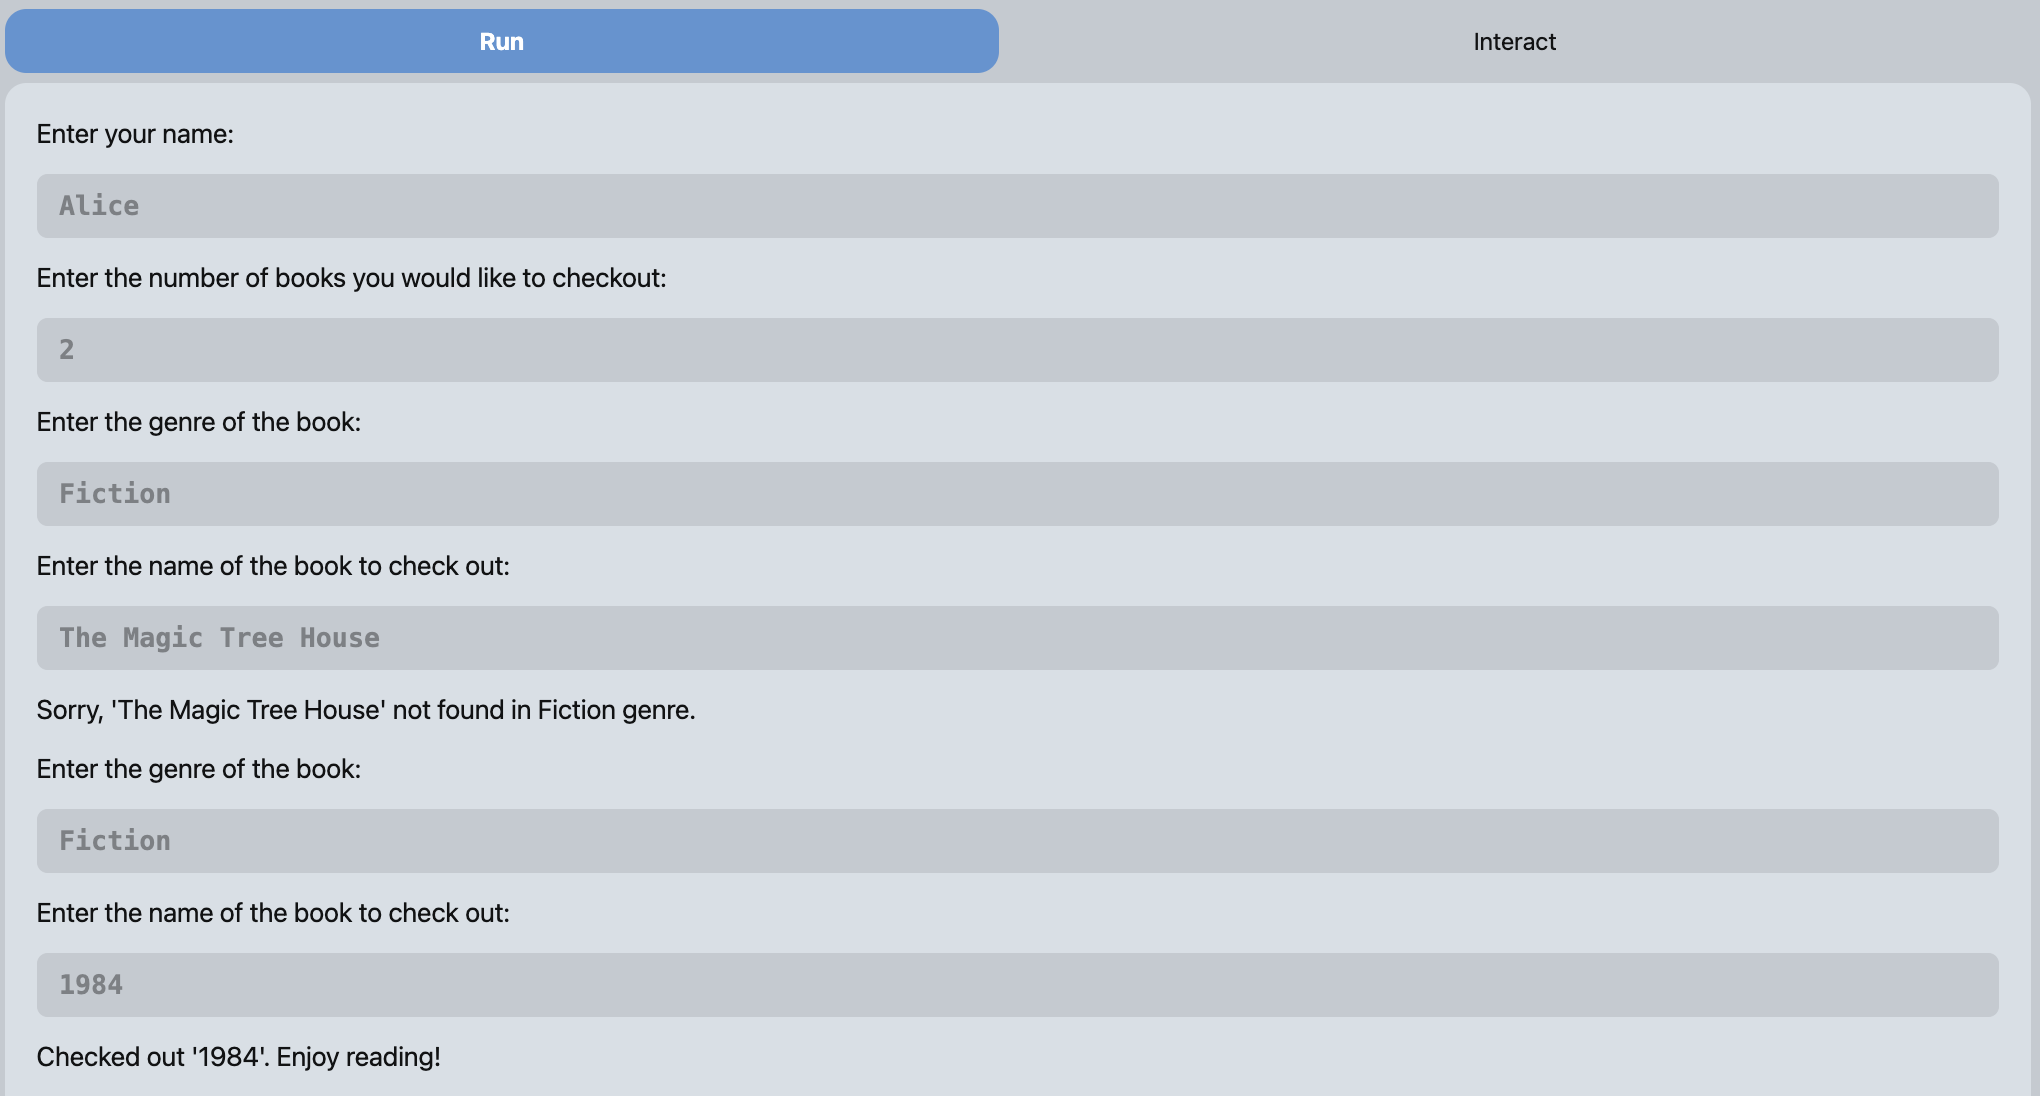 Run
Interact
Enter your name:
Alice
Enter the number of books you would like to checkout:
2
Enter the genre of the book:
Fiction
Enter the name of the book to check out:
The Magic Tree House
Sorry, 'The Magic Tree House' not found in Fiction genre.
Enter the genre of the book:
Fiction
Enter the name of the book to check out:
1984
Checked out '1984'. Enjoy reading!